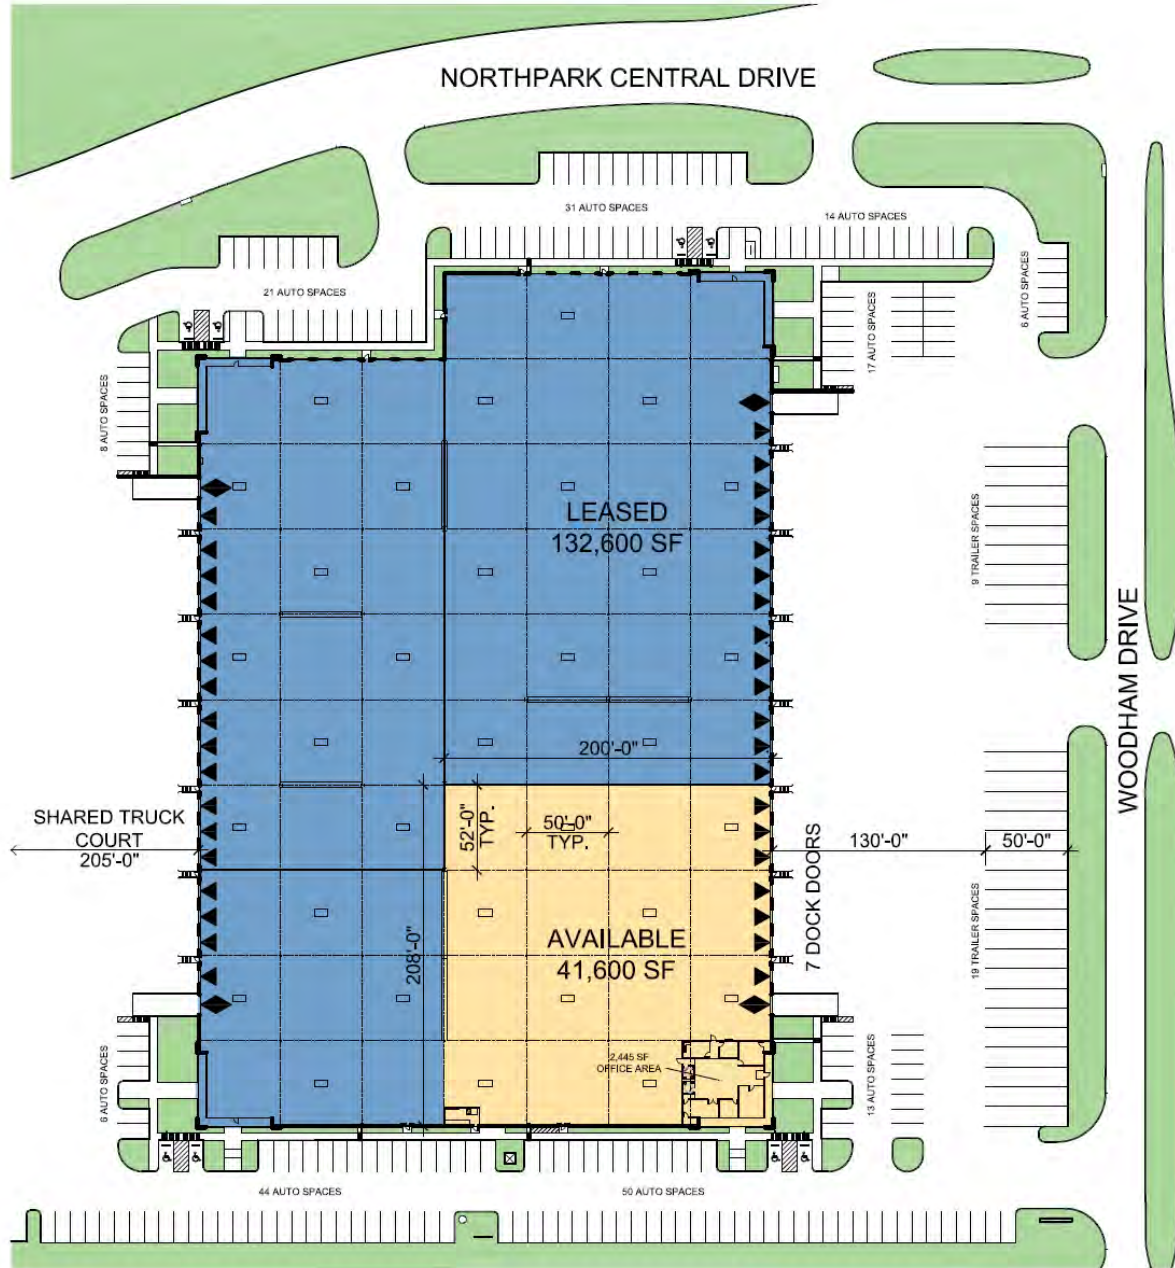 NORTHPARK CENTRAL DRIVE
31 AUTO SPACES
14 AUTO SPACES
21 AUTO SPACES
6 AUTO SPACES
17 AUTO SPACES
8 AUTO SPACES
LEASED
132,600 SF
9 TRAILER SPACES
WOODHAM DRIVE
200'-0"
SHARED TRUCK
COURT
205'-0"
52'-0"
TYP.
50'-0"
TYP.
7 DOCK DOORS
130'-0"
50'-0"
208'-0"
AVAILABLE
41,600 SF
19 TRAILER SPACES
2,445 SF
OFFICE AREA
6 AUTO SPACES
13 AUTO SPACES
44 AUTO SPACES
50 AUTO SPACES